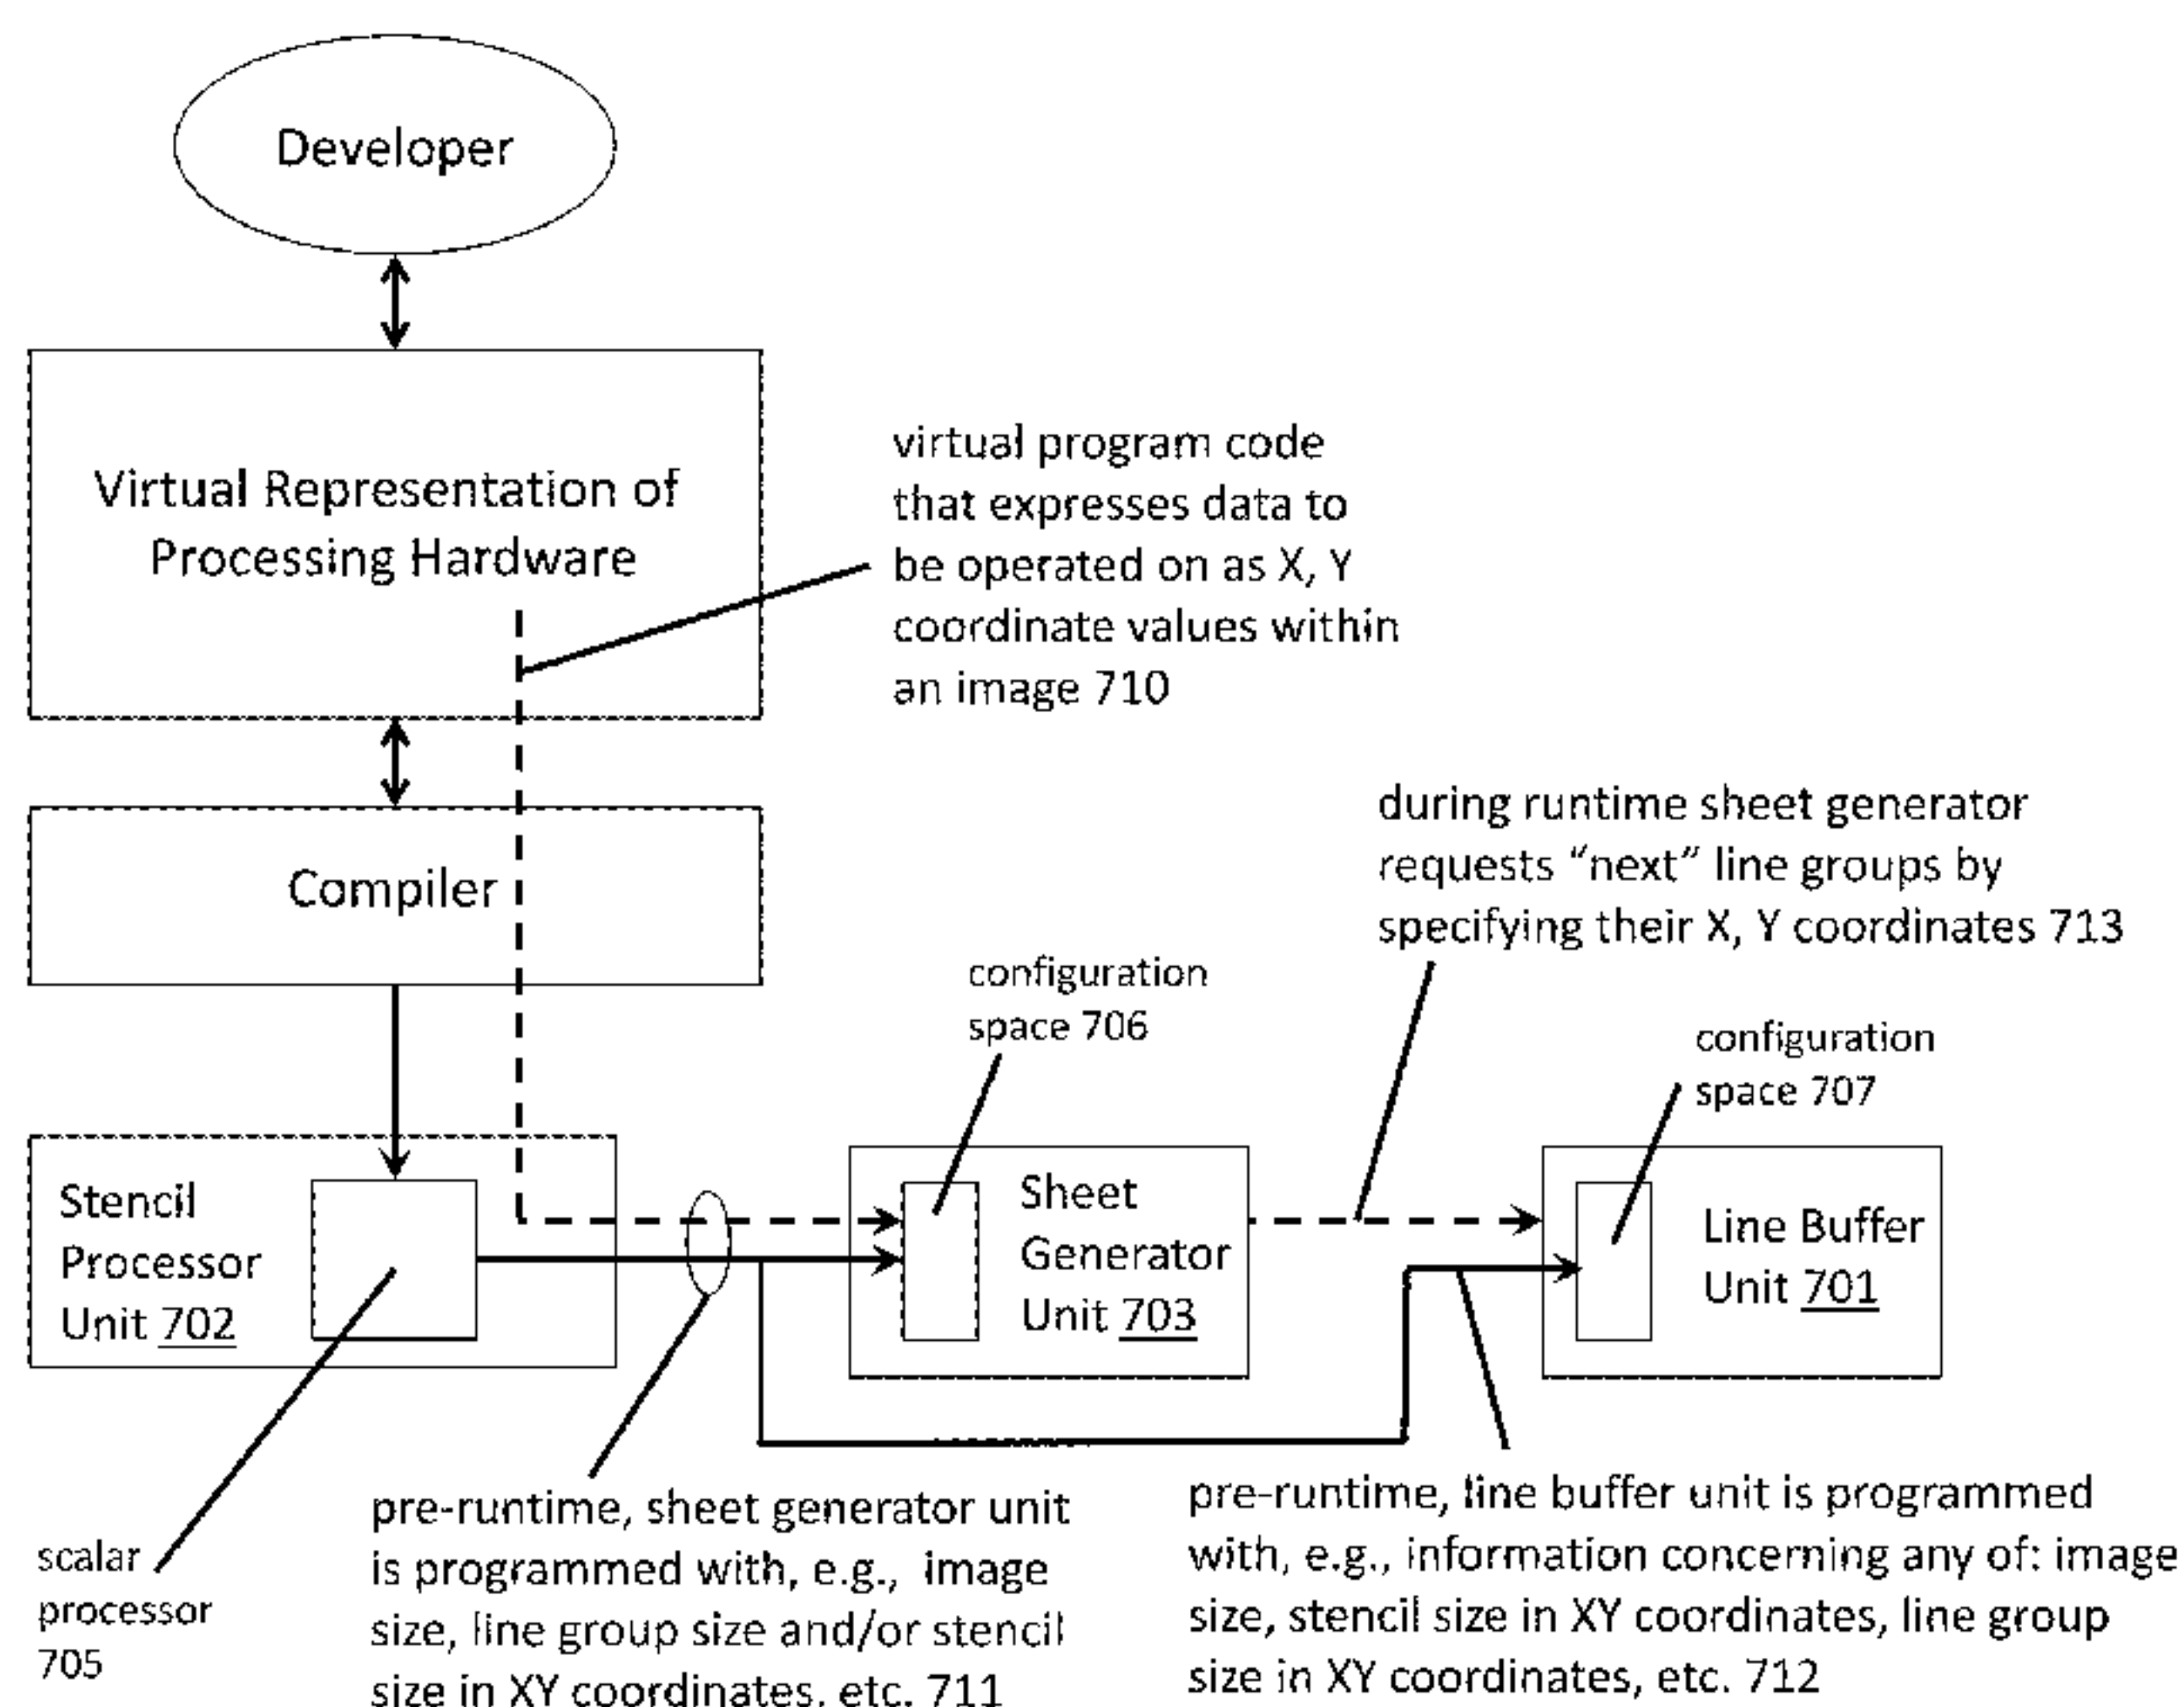 Developer
Virtual Representation of
Processing Hardware
virtual program code
that expresses data to
be operated on as X, Y
coordinate values within
an image 710
Compiler
during runtime sheet generator
requests “next” line groups by
specifying their X, Y coordinates 713
configuration
space 706
configuration
space 707
Stencil
Processor
Unit 702
Sheet
Generator
Unit 703
Line Buffer
Unit 701
scalar
processor
705
pre-runtime, sheet generator unit
is programmed with, e.g., image
size, line group size and/or stencil
size in XY coordinates, etc. 711
pre-runtime, line buffer unit is programmed
with, e.g., information concerning any of: image
size, stencil size in XY coordinates, line group
size in XY coordinates, etc. 712